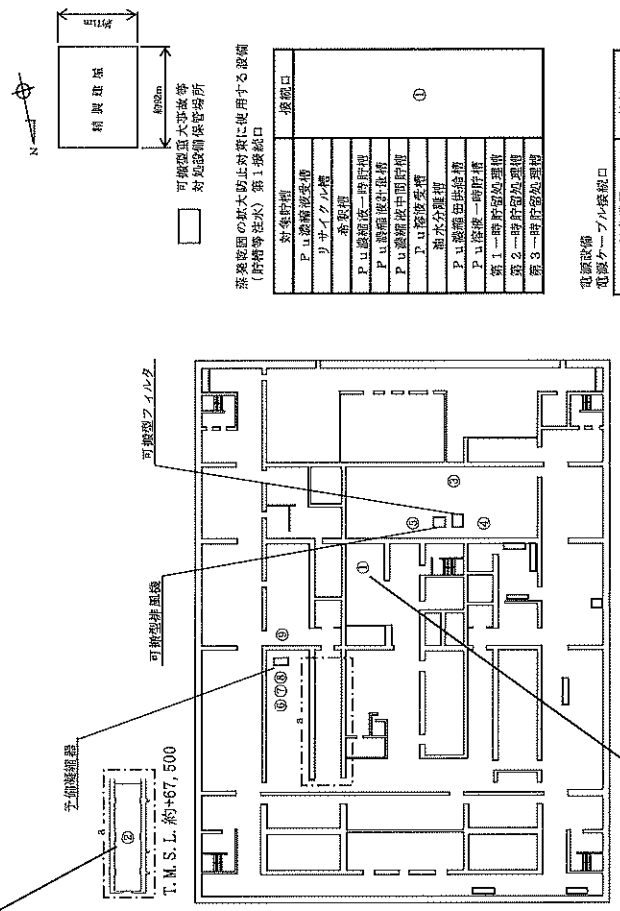 約71m
約92m
精製建屋
N
可搬型重大事故等
対処設備保管場所
蒸発乾固の拡大防止対策に使用する設備
(貯槽等注水) 第1接続口
対象貯槽 接続口
Pu濃縮液受槽 ①
リサイクル槽
希釈槽
Pu濃縮液一時貯槽
Pu濃縮液計量槽
Pu濃縮液中間貯槽
Pu溶液受槽
油水分離槽
Pu濃縮缶供給槽
Pu溶液一時貯槽
第1一時貯留処理槽
第2一時貯留処理槽
第3一時貯留処理槽
電源設備
電源ケーブル接続口
可搬型フィルタ
可搬型排風機
予備凝縮器
a
②
T.M.S.L.約+67,500
⑥⑦⑧
⑨
a
①
⑤
③
④